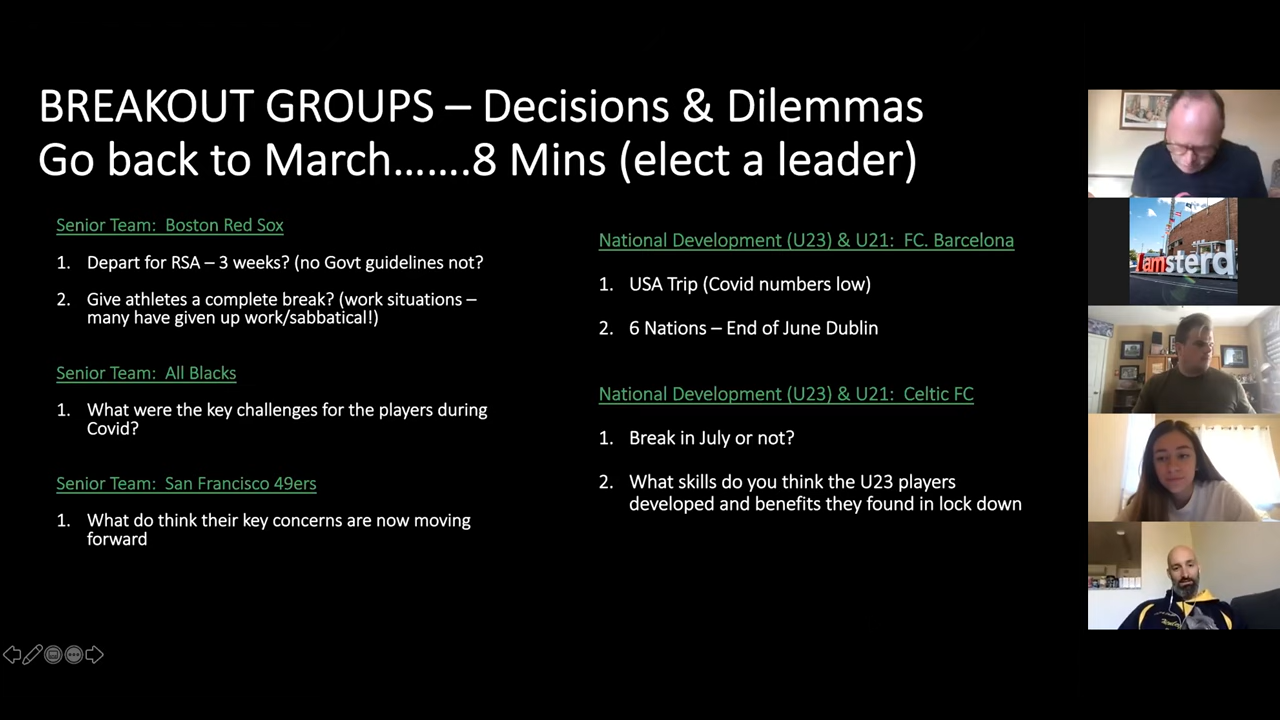 BREAKOUT GROUPS – Decisions & Dilemmas
Go back to March.......8 Mins (elect a leader)
Senior Team: Boston Red Sox
1. Depart for RSA – 3 weeks? (no Govt guidelines not?
2. Give athletes a complete break? (work situations –
many have given up work/sabbatical!)
Senior Team: All Blacks
1. What were the key challenges for the players during
Covid?
Senior Team: San Francisco 49ers
1. What do think their key concerns are now moving
forward
National Development (U23) & U21: FC. Barcelona
1. USA Trip (Covid numbers low)
2. 6 Nations – End of June Dublin
National Development (U23) & U21: Celtic FC
1. Break in July or not?
2. What skills do you think the U23 players
developed and benefits they found in lock down
Iamsterd